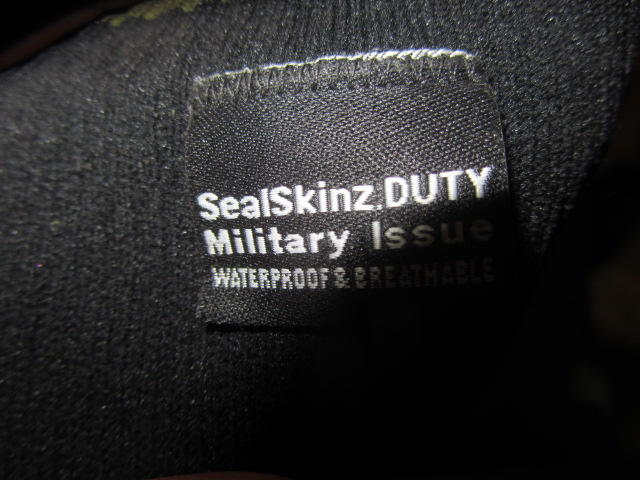 SealSkinz.DUTY
Military Issue
WATERPROOF & BREATHABLE